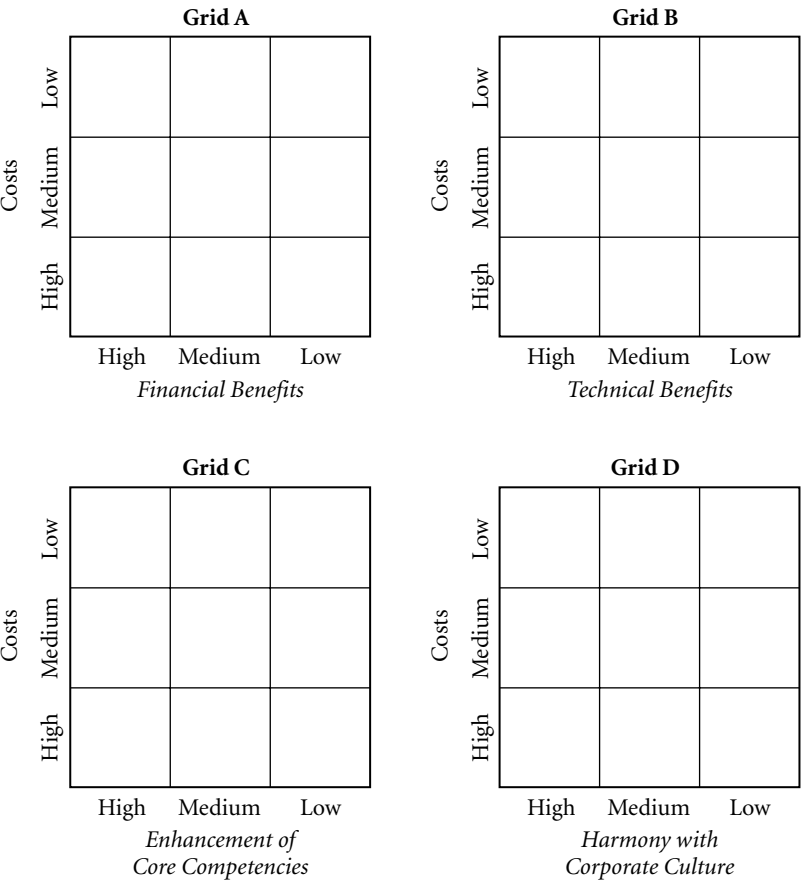 Grid A
Costs
Low
Medium
High
High Medium Low
Financial Benefits
Grid B
Costs
Low
Medium
High
High Medium Low
Technical Benefits
Grid C
Costs
Low
Medium
High
High Medium Low
Enhancement of
Core Competencies
Grid D
Costs
Low
Medium
High
High Medium Low
Harmony with
Corporate Culture